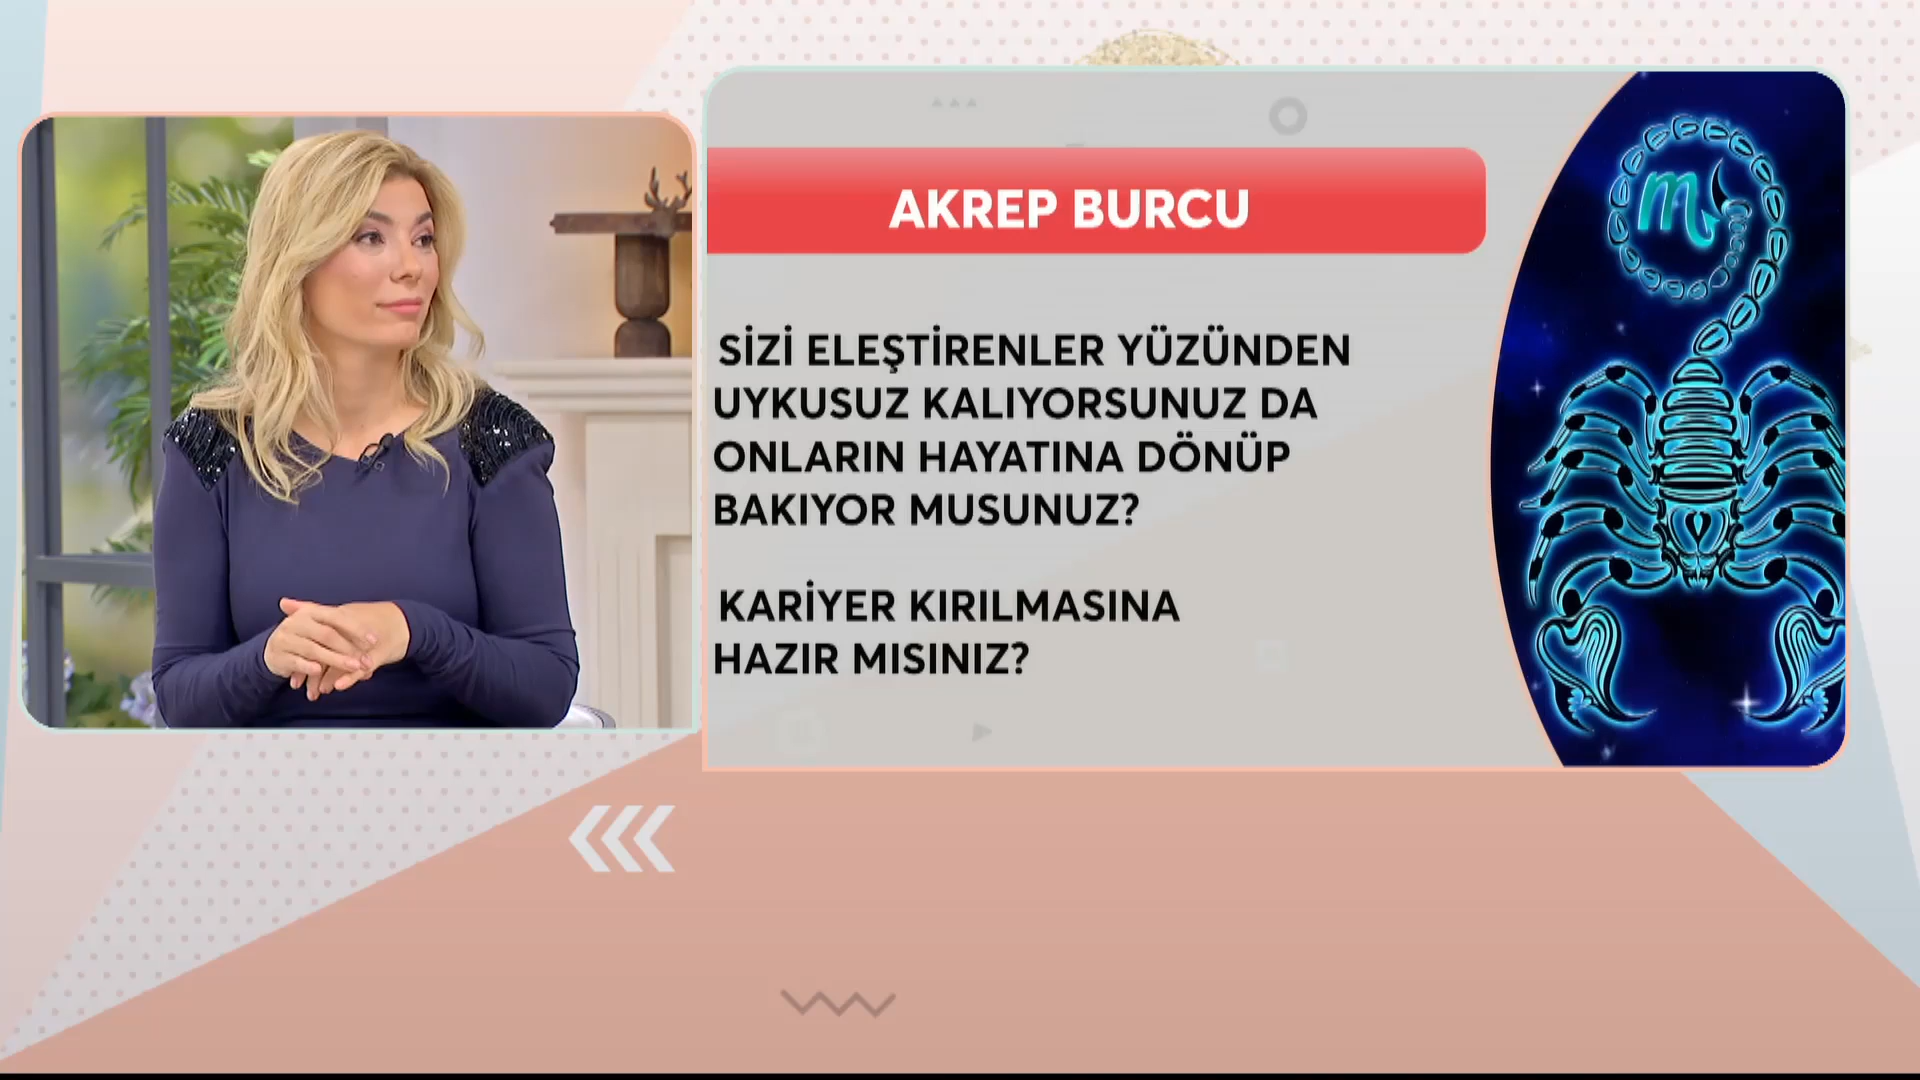 AKREP BURCU
SİZİ ELEŞTİRENLER YÜZÜNDEN
UYKUSUZ KALIYORSUNUZ DA
ONLARIN HAYATINA DÖNÜP
BAKIYOR MUSUNUZ?
KARİYER KIRILMASINA
HAZIR MISINIZ?